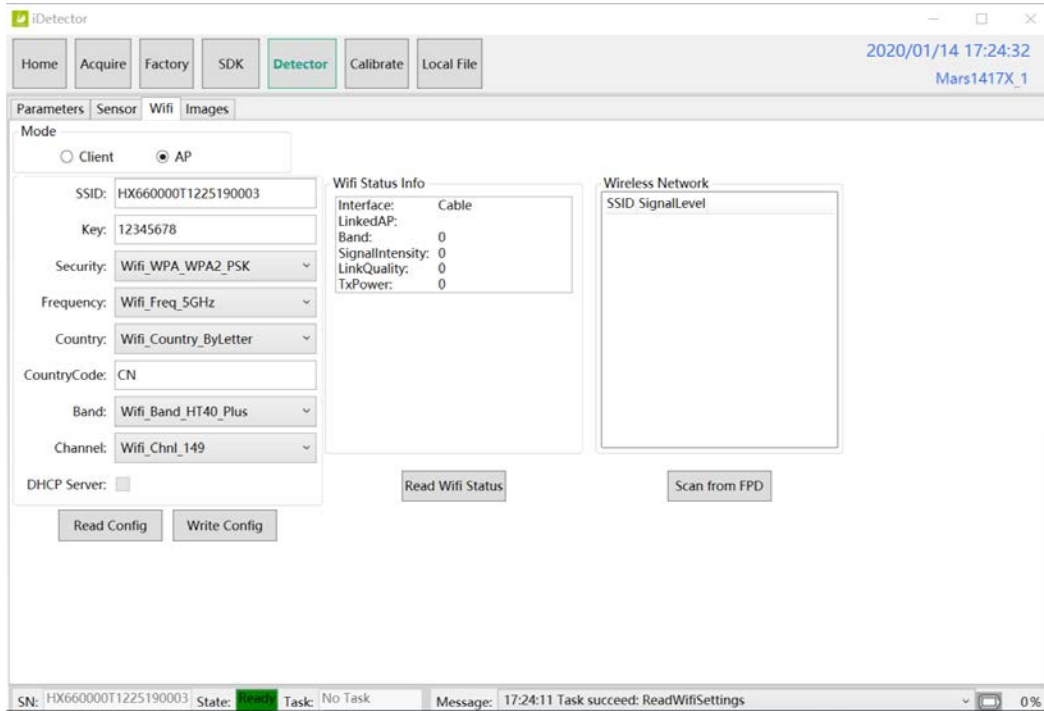 iDetector
Home Acquire Factory SDK Detector Calibrate Local File
2020/01/14 17:24:32
Mars1417X_1
Parameters Sensor Wifi Images
Mode
Client AP
SSID: HX660000T1225190003
Key: 12345678
Security: Wifi_WPA_WPA2_PSK
Frequency: Wifi_Freq_5GHz
Country: Wifi_Country_ByLetter
CountryCode: CN
Band: Wifi_Band_HT40_Plus
Channel: Wifi_Chnl_149
DHCP Server:
Read Config Write Config
Wifi Status Info
Interface: Cable
LinkedAP:
Band: 0
SignalIntensity: 0
LinkQuality: 0
TxPower: 0
Read Wifi Status
Wireless Network
SSID SignalLevel
Scan from FPD
SN: HX660000T1225190003 State: Ready Task: No Task Message: 17:24:11 Task succeed: ReadWifiSettings 0%